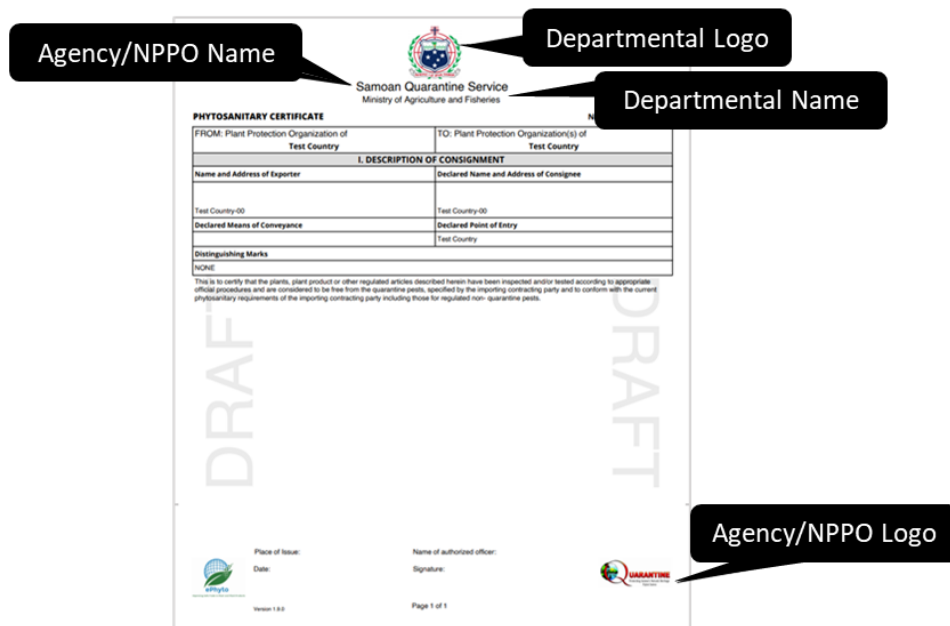 Departmental Logo
Agency/NPPO Name
Samoan Quarantine Service
Ministry of Agriculture and Fisheries
Departmental Name
PHYTOSANITARY CERTIFICATE
FROM: Plant Protection Organization of
TO: Plant Protection Organization(s) of
Test Country
Test Country
I. DESCRIPTION OF CONSIGNMENT
Name and Address of Exporter
Declared Name and Address of Consignee
Test Country-00
Test Country-00
Declared Means of Conveyance
Declared Point of Entry
Test Country
Distinguishing Marks
NONE
This is to certify that the plants, plant product or other regulated articles described herein have been inspected and/or tested according to appropriate
official procedures and are considered to be free from the quarantine pests, specified by the importing contracting party and to conform with the current
phytosanitary requirements of the importing contracting party including those for regulated non- quarantine pests.
DRAFT
DRAFT
Agency/NPPO Logo
Place of Issue:
Name of authorized officer:
Date:
Signature:
ePhyto
QUARANTINE
Version 1.8.0
Page 1 of 1